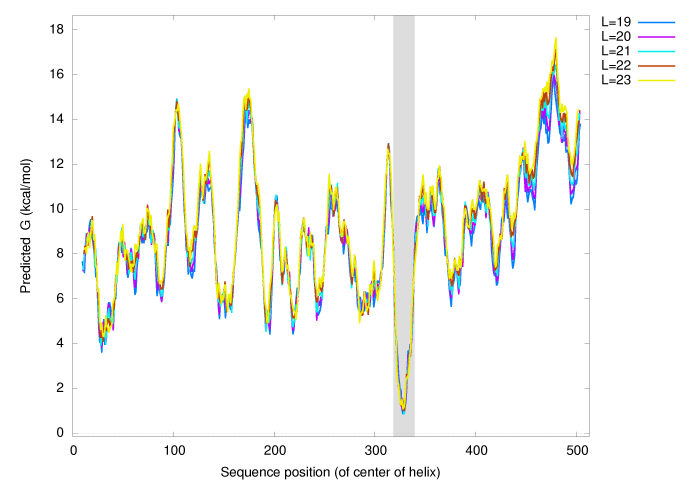 18
16
14
12
10
8
6
4
2
0
Predicted G (kcal/mol)
0 100 200 300 400 500
Sequence position (of center of helix)
L=19
L=20
L=21
L=22
L=23